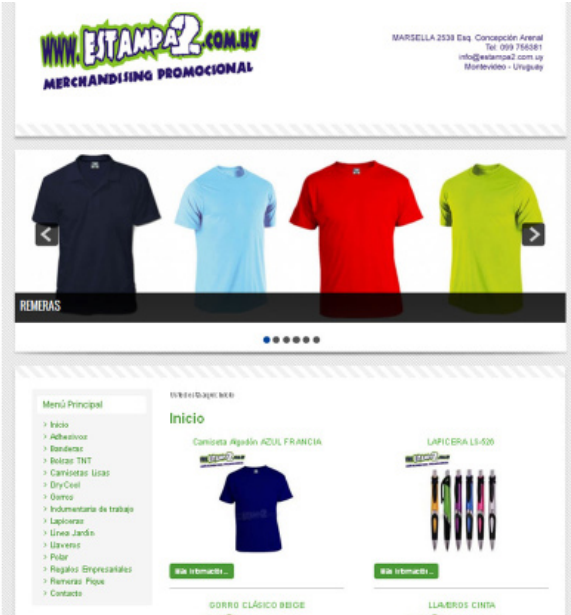 WWW. ESTAMPA2.COM.UY
MERCHANDISING PROMOCIONAL
MARSELLA 2538 Esq. Concepción Arenal
Tel: 099 756381
info@estampa2.com.uy
Montevideo - Uruguay
REMERAS
Menú Principal
> Inicio
> Adhesivos
> Banderas
> Bolsas TNT
> Camisetas Lisas
> DryCool
> Gorros
> Indumentaria de trabajo
> Lapiceras
> Línea Jardín
> Llaveros
> Polar
> Regalos Empresariales
> Remeras Pique
> Contacto
Inicio
Camiseta Algodón AZUL FRANCIA
LAPICERA LS-526
Más información...
Más información...
GORRO CLÁSICO BEIGE
LLAVEROS CINTA